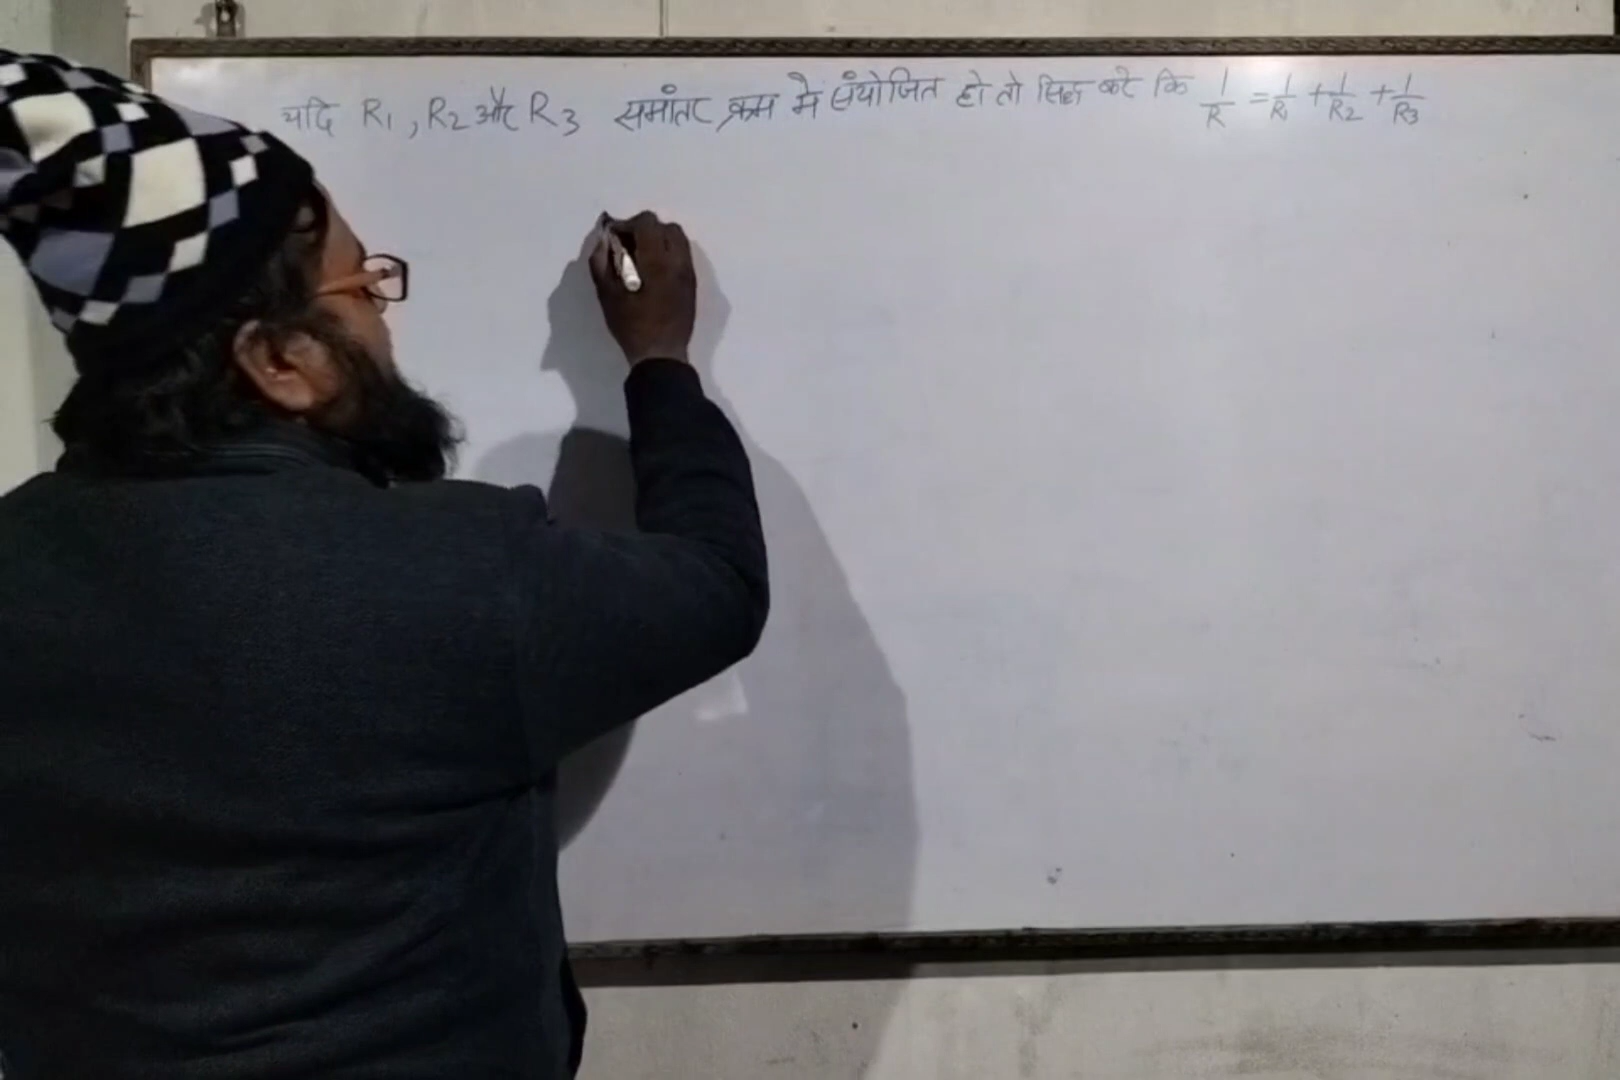 यदि R₁, R₂ और R₃ समांतर क्रम में संयोजित हो तो सिद्ध करे कि 1/R = 1/R₁ + 1/R₂ + 1/R₃